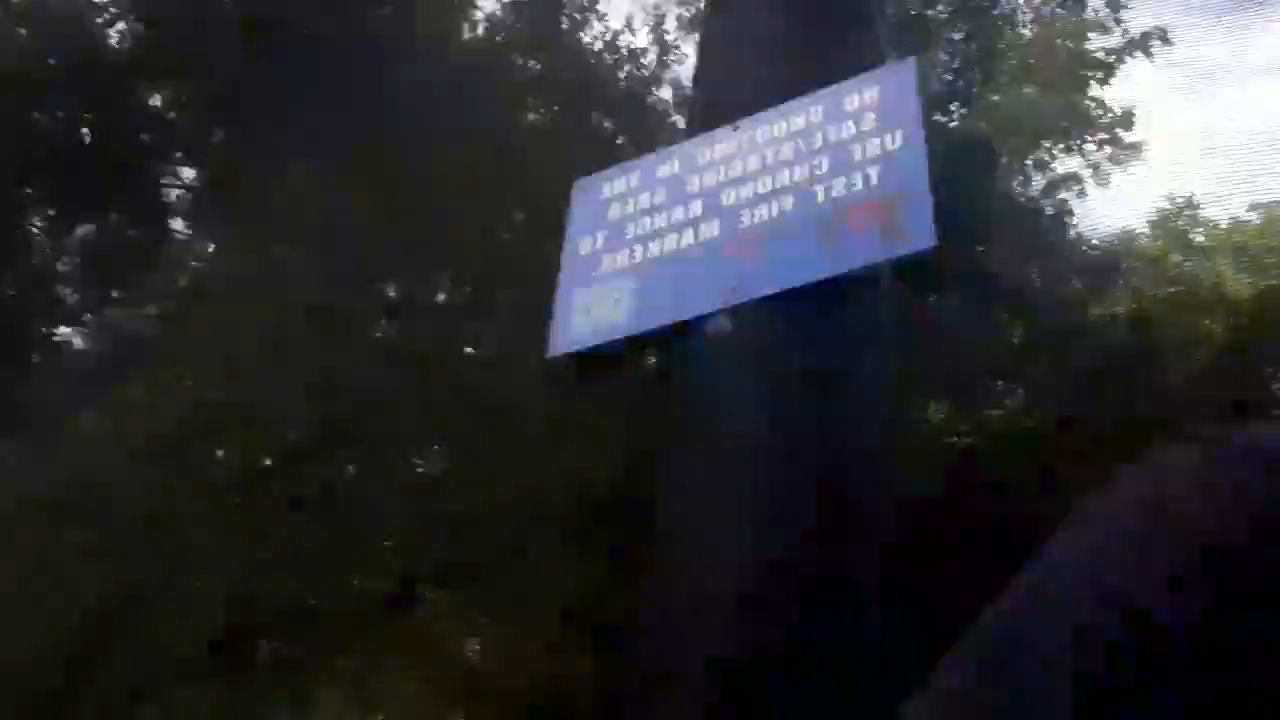 NO SHOOTING IN THE
SAFE/STAGING AREA
USE CHRONO RANGE TO
TEST FIRE MARKERS